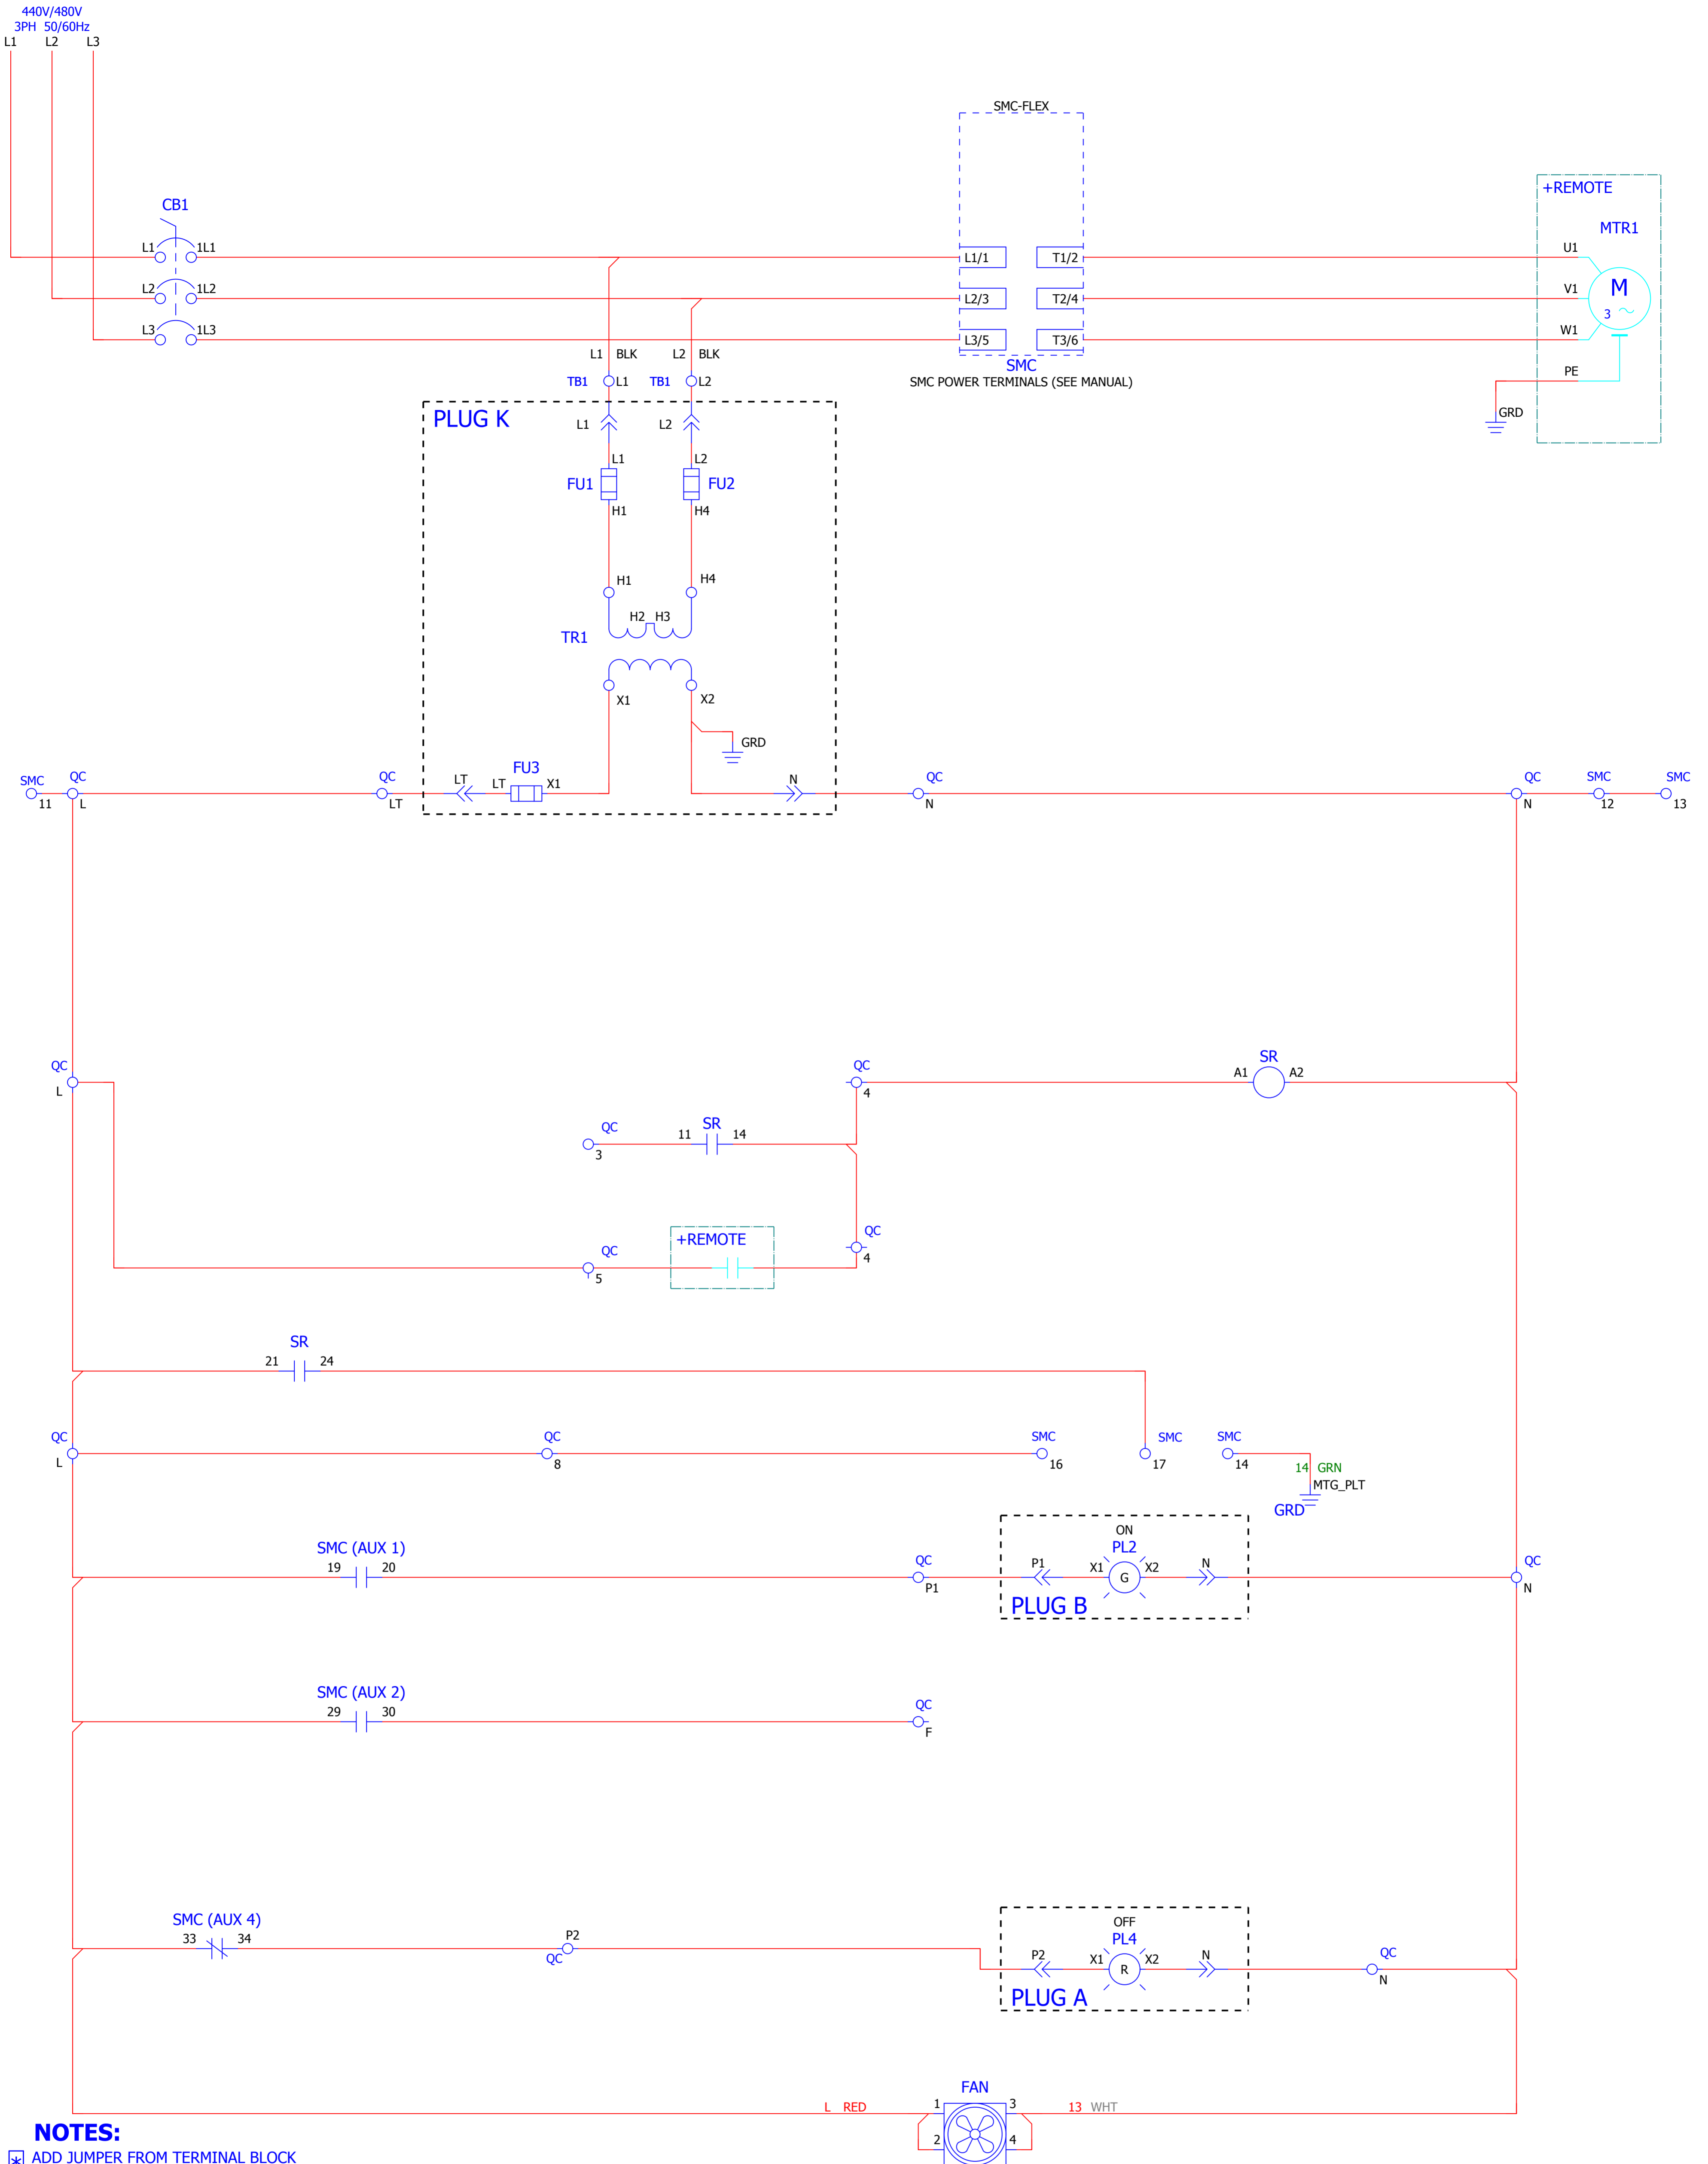 440V/480V
3PH 50/60Hz
L1 L2 L3
SMC-FLEX
+REMOTE
CB1
MTR1
L1 1L1 L1/1 T1/2 U1
L2 1L2 L2/3 T2/4 V1
M
3
L3 1L3 L3/5 T3/6 W1
L1 BLK L2 BLK
SMC
SMC POWER TERMINALS (SEE MANUAL)
PE
TB1 L1 TB1 L2
GRD
PLUG K
L1 L2
L1 L2
FU1 FU2
H1 H4
H1 H4
H2 H3
TR1
X1 X2
GRD
FU3
SMC QC QC LT LT X1 N QC QC SMC SMC
11 L LT N N 12 13
QC QC SR
L 4 A1 A2
QC SR
3 11 14
QC
4
+REMOTE
QC
5
SR
21 24
QC QC SMC SMC SMC
L 8 16 17 14
14 GRN
MTG_PLT
GRD
ON
SMC (AUX 1) PL2
19 20 QC P1 X1 G X2 N QC
P1 N
PLUG B
SMC (AUX 2)
29 30 QC
F
SMC (AUX 4) OFF
33 34 P2 PL4
QC P2 X1 R X2 N QC
N
PLUG A
FAN
L RED 1 3 13 WHT
2 4
NOTES:
* ADD JUMPER FROM TERMINAL BLOCK